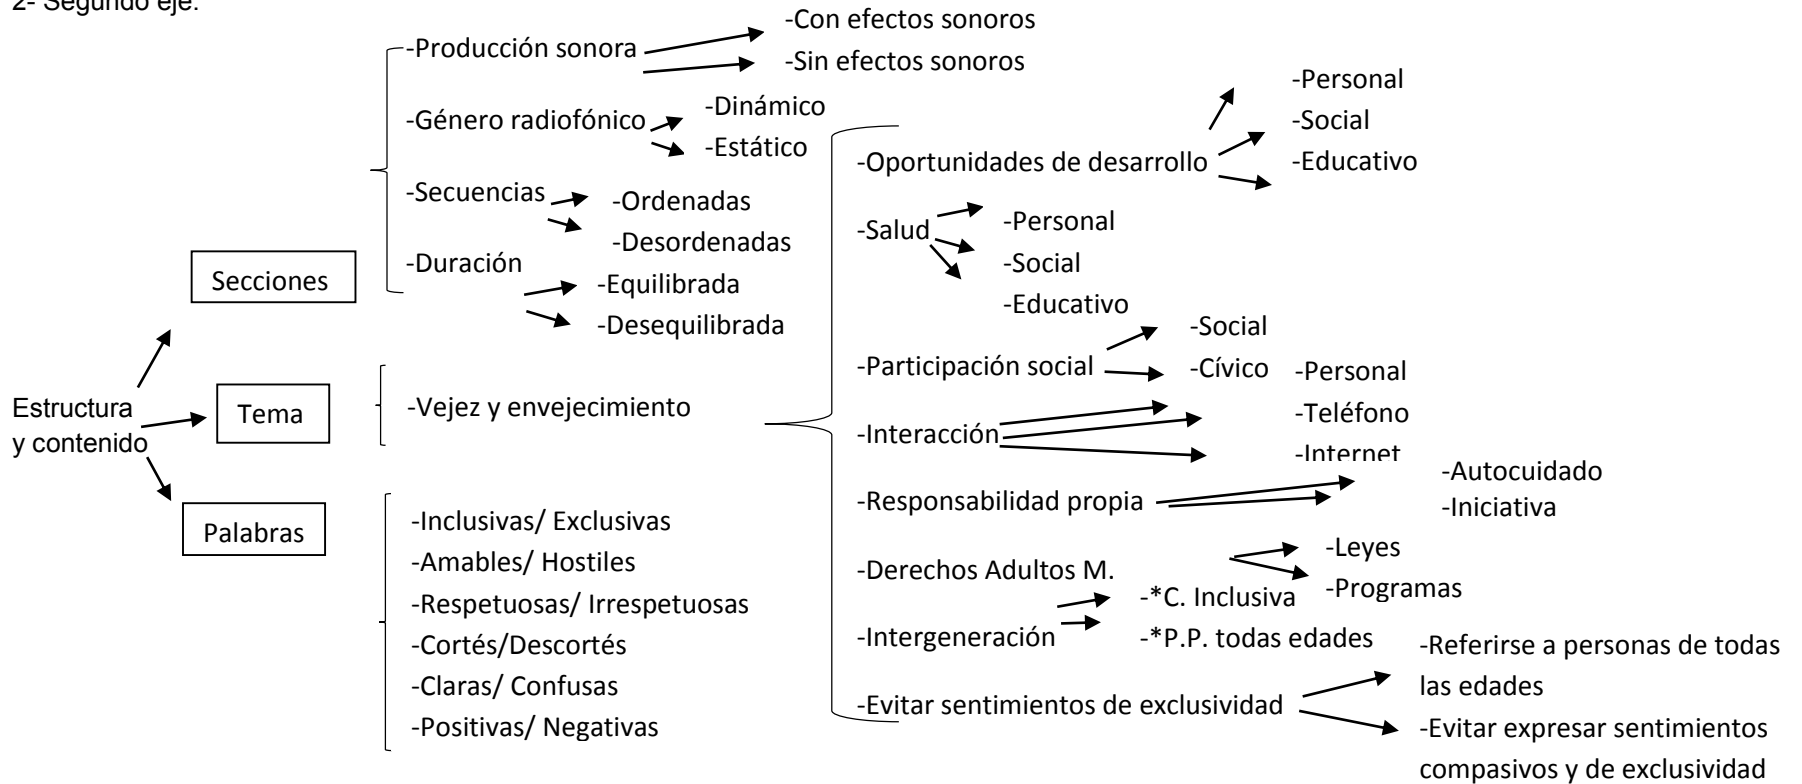 2- Segundo eje:
Estructura
y contenido
Secciones
-Producción sonora
-Con efectos sonoros
-Sin efectos sonoros
-Género radiofónico
-Dinámico
-Estático
-Secuencias
-Ordenadas
-Desordenadas
-Duración
-Equilibrada
-Desequilibrada
Tema
-Vejez y envejecimiento
-Oportunidades de desarrollo
-Personal
-Social
-Educativo
-Salud
-Personal
-Social
-Educativo
-Participación social
-Social
-Cívico
-Interacción
-Personal
-Teléfono
-Internet
-Responsabilidad propia
-Autocuidado
-Iniciativa
-Derechos Adultos M.
-Leyes
-Programas
-Intergeneración
-*C. Inclusiva
-*P.P. todas edades
-Evitar sentimientos de exclusividad
-Referirse a personas de todas
las edades
-Evitar expresar sentimientos
compasivos y de exclusividad
Palabras
-Inclusivas/ Exclusivas
-Amables/ Hostiles
-Respetuosas/ Irrespetuosas
-Cortés/Descortés
-Claras/ Confusas
-Positivas/ Negativas